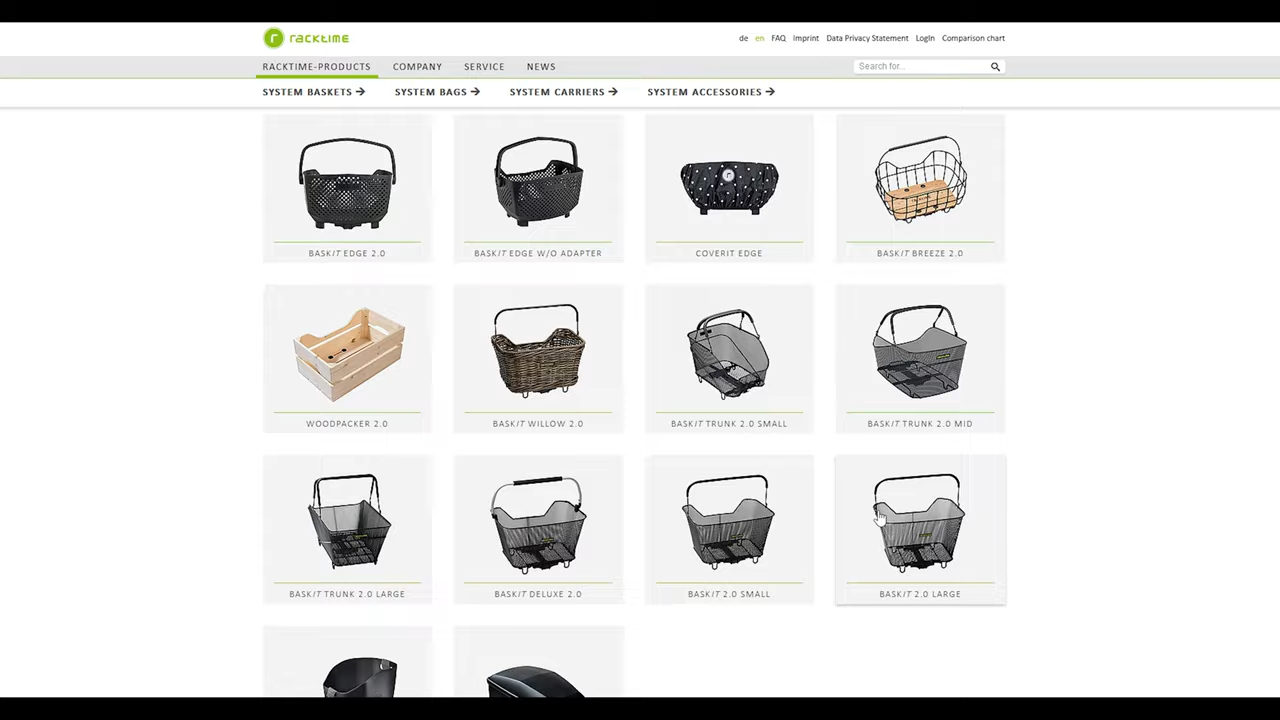 racktime
de en FAQ Imprint Data Privacy Statement LogIn Comparison chart
RACKTIME-PRODUCTS COMPANY SERVICE NEWS
Search for...
SYSTEM BASKETS → SYSTEM BAGS → SYSTEM CARRIERS → SYSTEM ACCESSORIES →
BASKIT EDGE 2.0
BASKIT EDGE W/O ADAPTER
COVERIT EDGE
BASKIT BREEZE 2.0
WOODPACKER 2.0
BASKIT WILLOW 2.0
BASKIT TRUNK 2.0 SMALL
BASKIT TRUNK 2.0 MID
BASKIT TRUNK 2.0 LARGE
BASKIT DELUXE 2.0
BASKIT 2.0 SMALL
BASKIT 2.0 LARGE